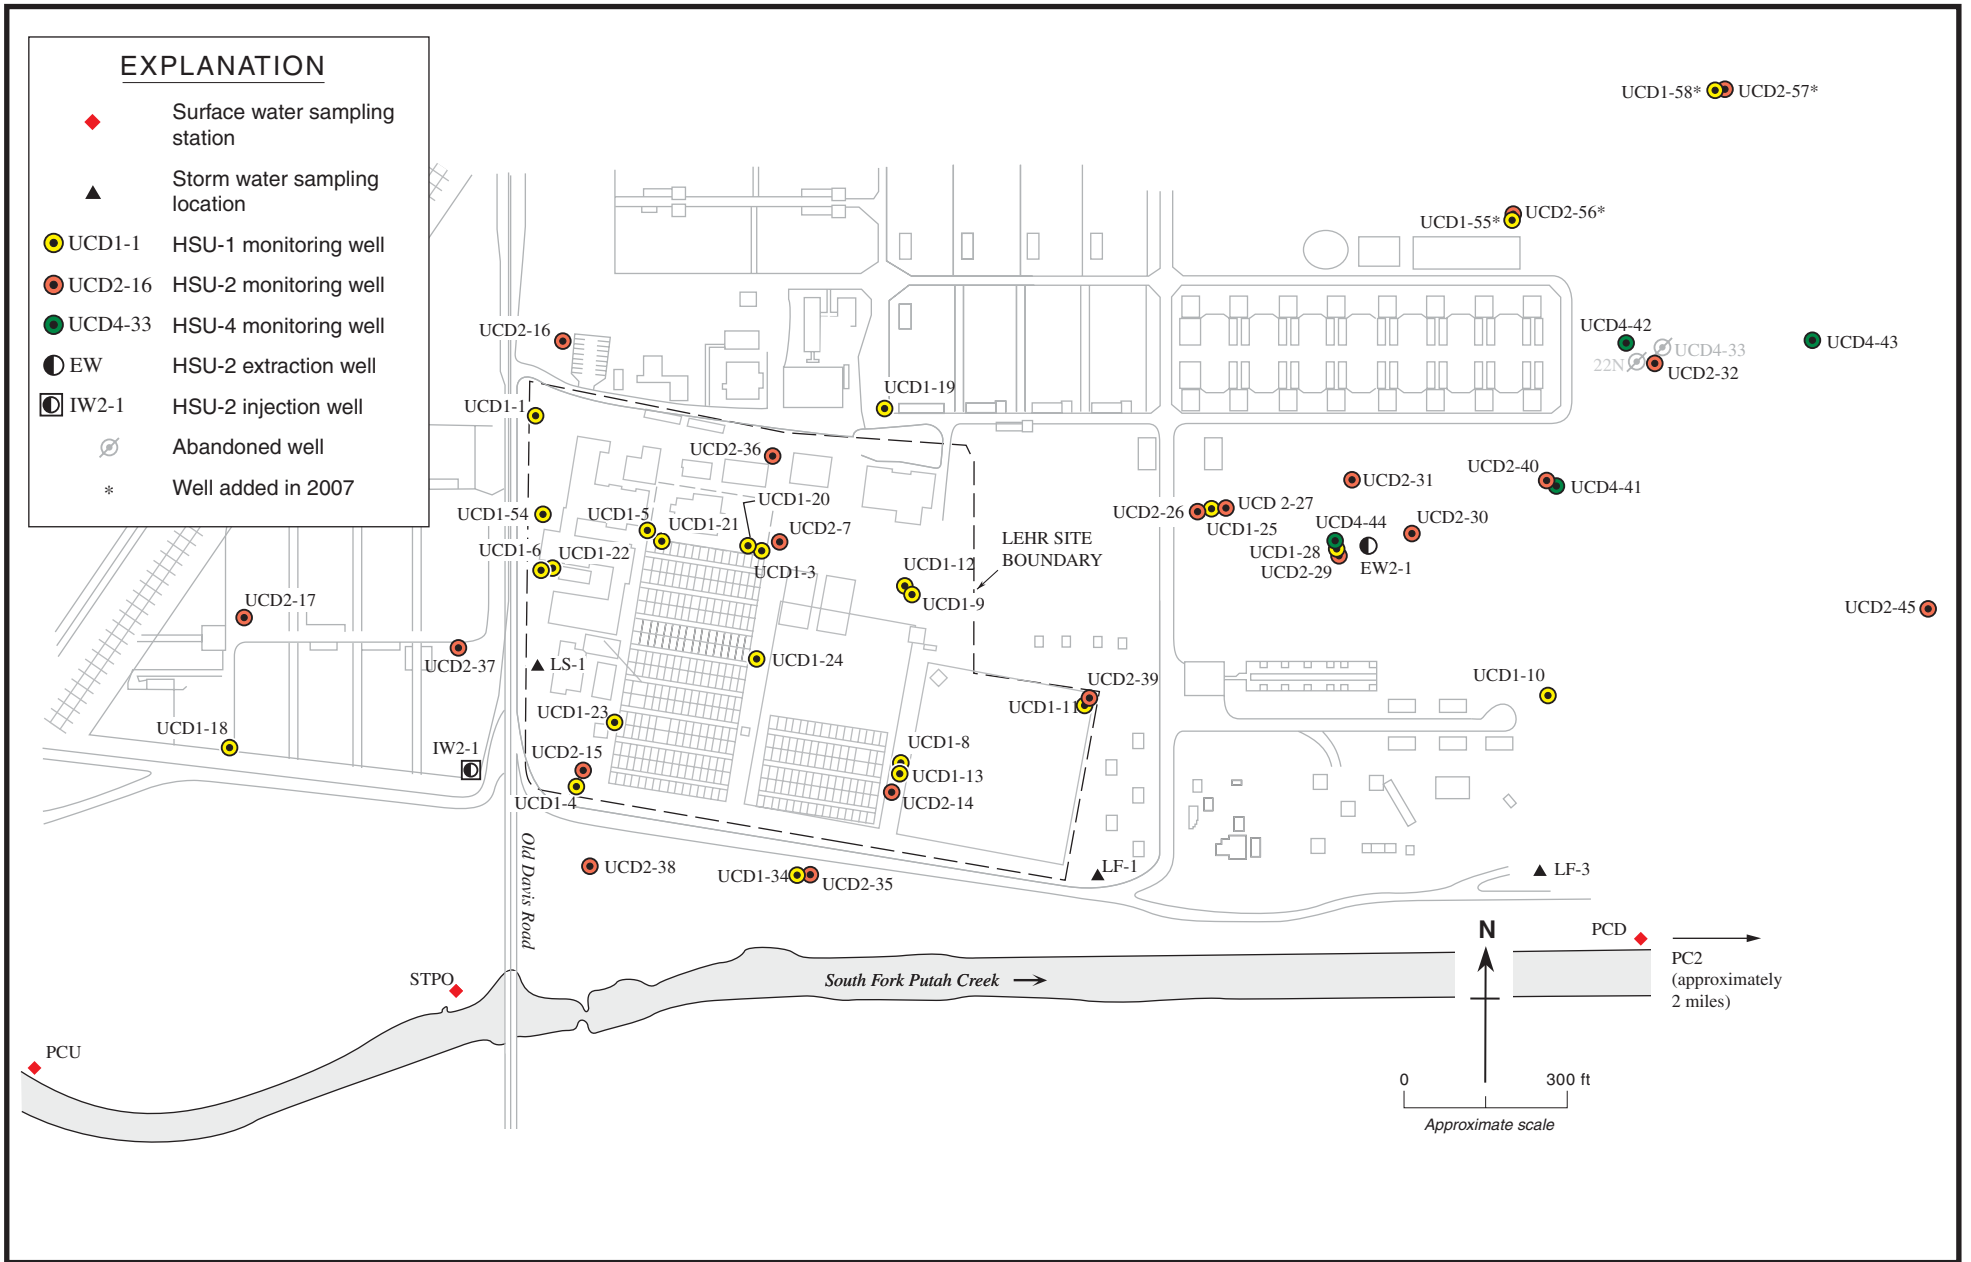 EXPLANATION
Surface water sampling
station
Storm water sampling
location
UCD1-1 HSU-1 monitoring well
UCD2-16 HSU-2 monitoring well
UCD4-33 HSU-4 monitoring well
EW HSU-2 extraction well
IW2-1 HSU-2 injection well
Abandoned well
* Well added in 2007
UCD1-58* UCD2-57*
UCD2-56*
UCD1-55*
UCD2-16
UCD4-42
UCD4-43
UCD4-33
22N
UCD2-32
UCD1-19
UCD1-1
UCD2-36
UCD2-31
UCD2-40
UCD4-41
UCD1-20
UCD1-54
UCD1-5
UCD1-21
UCD2-7
UCD2-26
UCD 2-27
UCD1-25
UCD4-44
UCD2-30
UCD1-6
UCD1-22
UCD1-3
UCD1-12
UCD1-9
LEHR SITE
BOUNDARY
UCD1-28
UCD2-29
EW2-1
UCD2-17
UCD2-45
UCD2-37
LS-1
UCD1-24
UCD2-39
UCD1-10
UCD1-11
UCD1-23
UCD1-18
IW2-1
UCD2-15
UCD1-8
UCD1-13
UCD1-4
UCD2-14
Old Davis Road
UCD2-38
UCD1-34
UCD2-35
LF-1
LF-3
N
PCD
PC2
(approximately
2 miles)
STPO
South Fork Putah Creek
PCU
0 300 ft
Approximate scale